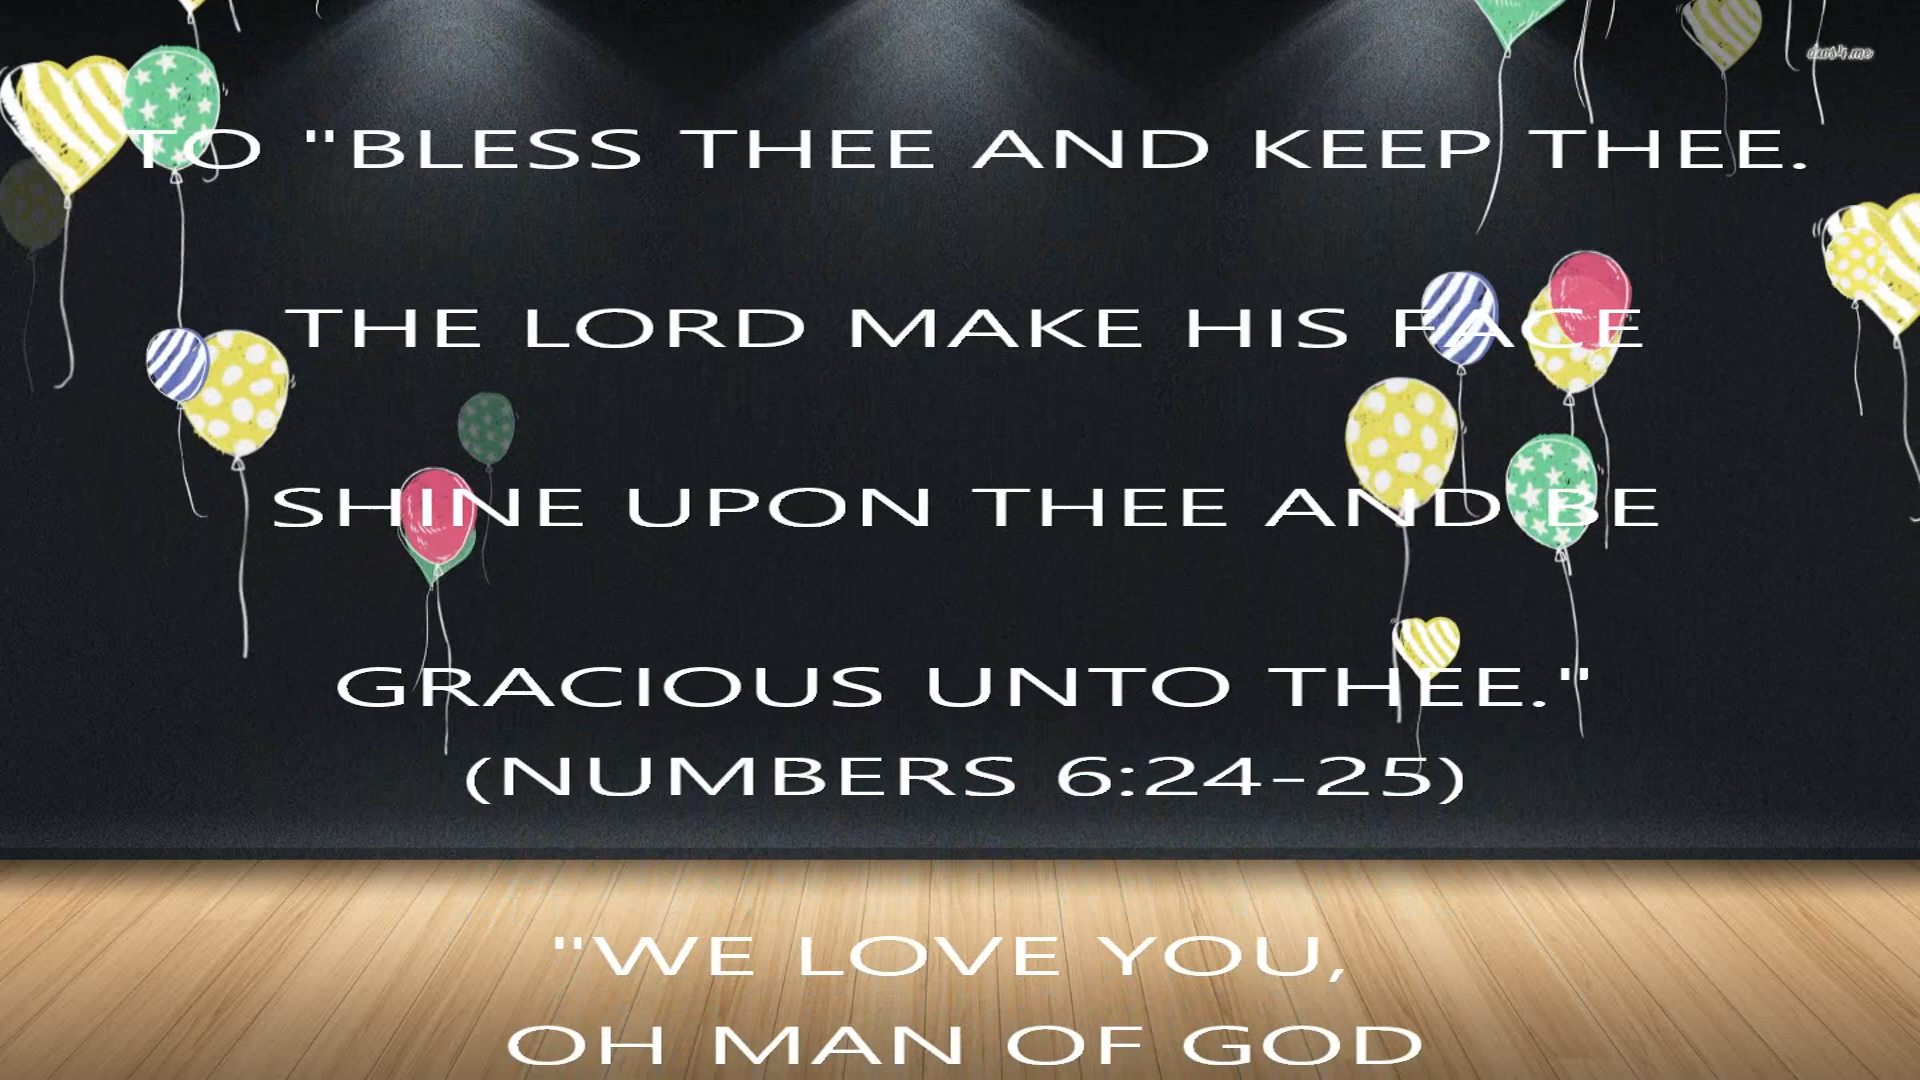 TO "BLESS THEE AND KEEP THEE.
THE LORD MAKE HIS FACE
SHINE UPON THEE AND BE
GRACIOUS UNTO THEE."
(NUMBERS 6:24-25)
"WE LOVE YOU,
OH MAN OF GOD